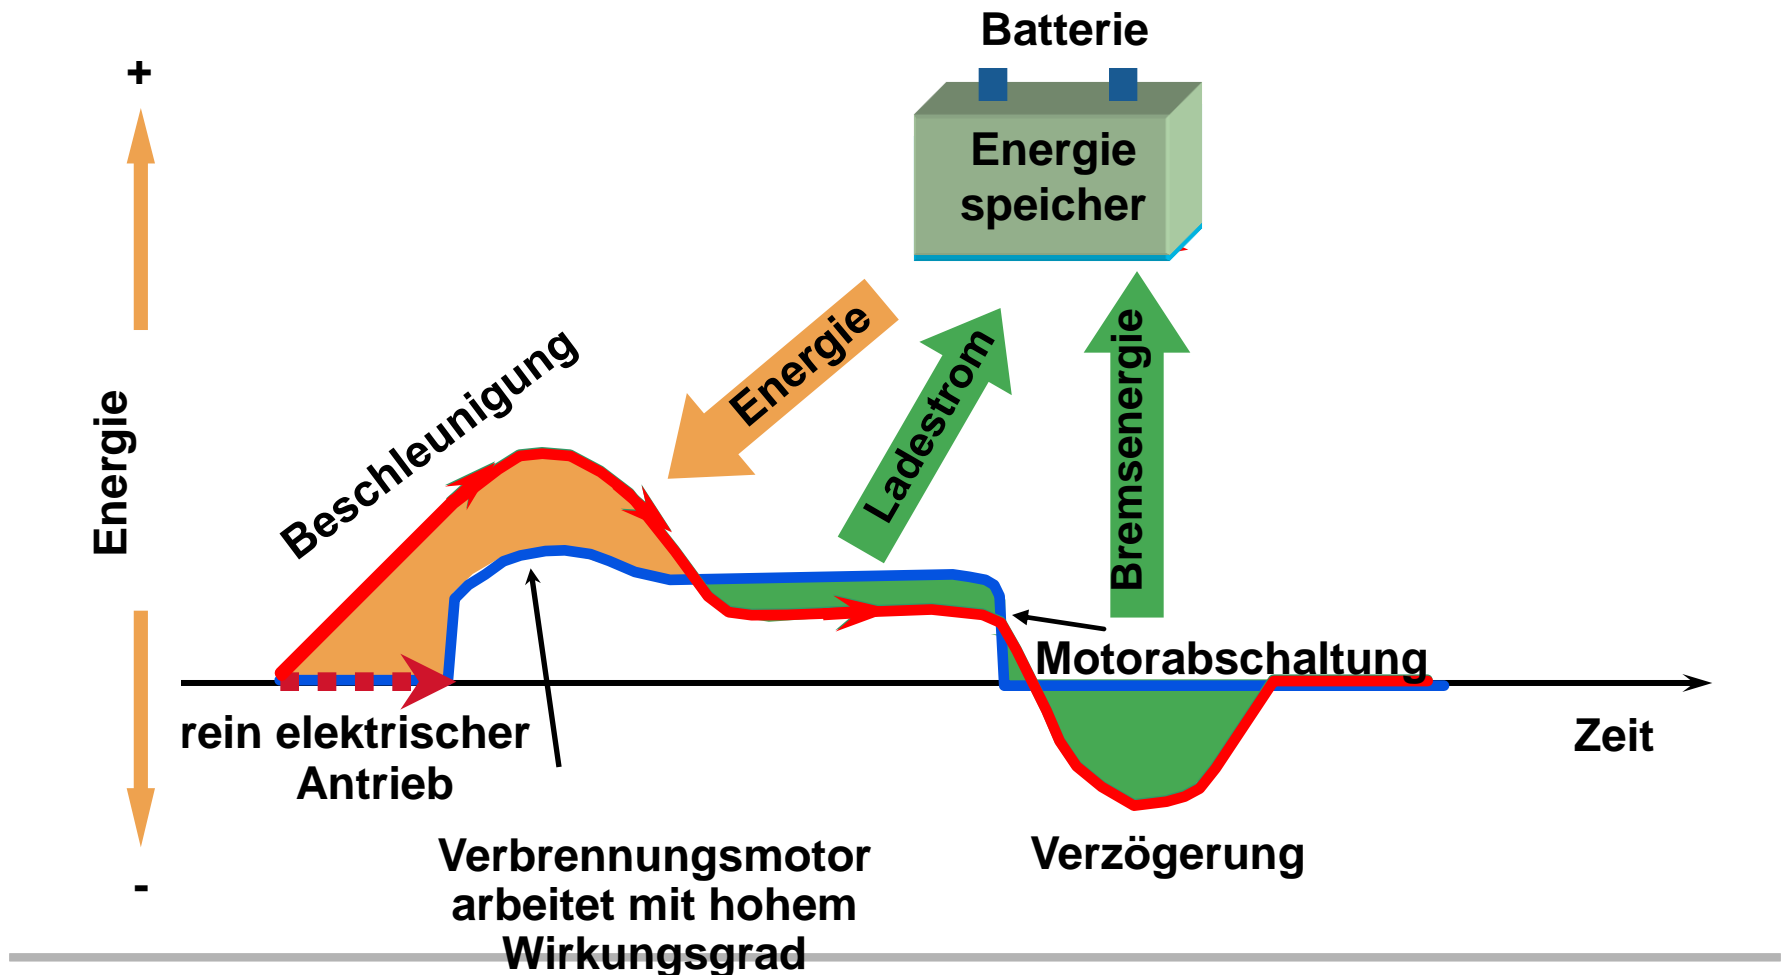 Batterie
+
Energie
speicher
Energie
Beschleunigung
Energie
Ladestrom
Bremsenergie
Motorabschaltung
rein elektrischer
Antrieb
Zeit
Verbrennungsmotor
arbeitet mit hohem
Wirkungsgrad
Verzögerung
-